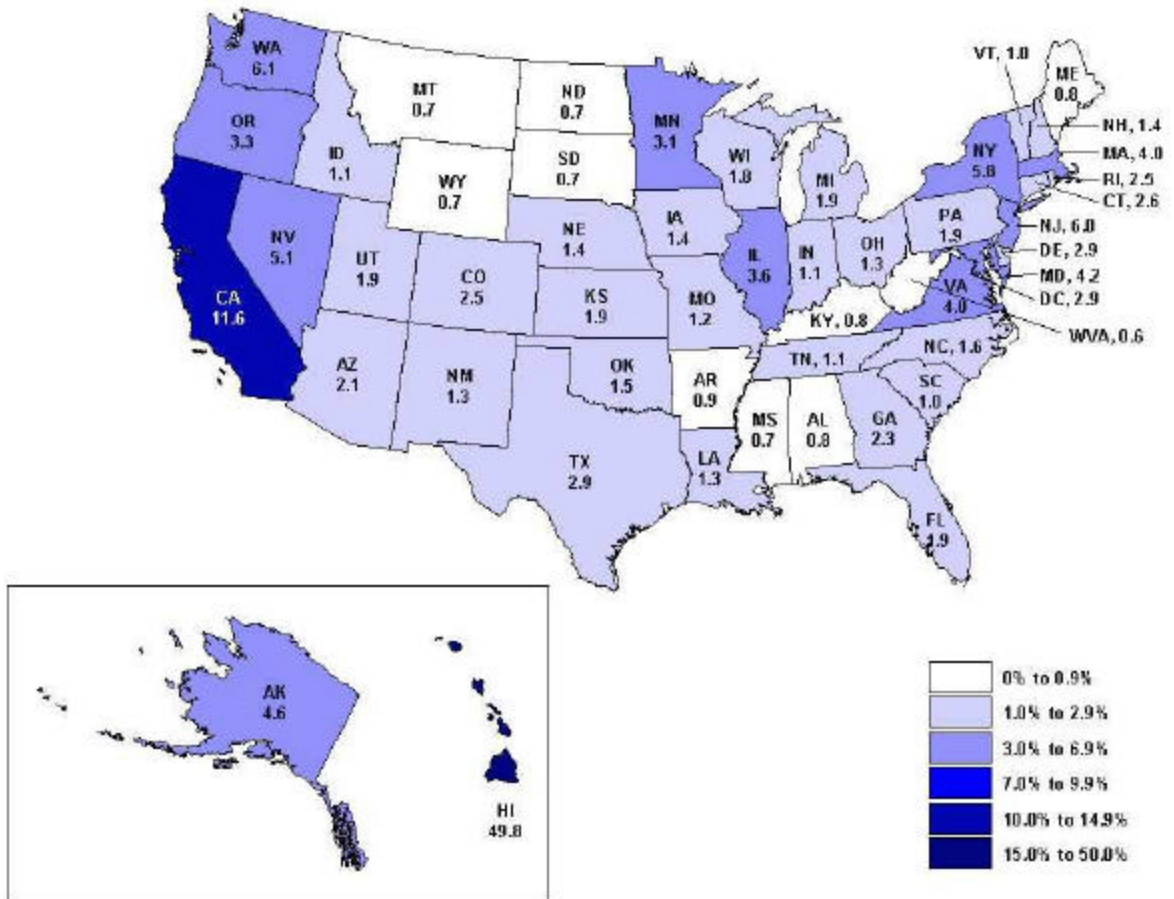 WA
6.1
MT
0.7
ND
0.7
MN
3.1
VT, 1.0
ME
0.8
OR
3.3
ID
1.1
WY
0.7
SD
0.7
WI
1.8
MI
1.9
NY
5.8
NH, 1.4
MA, 4.0
RI, 2.5
CT, 2.6
NV
5.1
UT
1.9
CO
2.5
NE
1.4
IA
1.4
IL
3.6
IN
1.1
OH
1.3
PA
1.9
NJ, 6.0
DE, 2.9
MD, 4.2
DC, 2.9
CA
11.6
KS
1.9
MO
1.2
KY, 0.8
VA
4.0
WVA, 0.6
AZ
2.1
NM
1.3
OK
1.5
AR
0.9
TN, 1.1
NC, 1.6
SC
1.0
TX
2.9
LA
1.3
MS
0.7
AL
0.8
GA
2.3
FL
1.9
AK
4.6
HI
49.8
0% to 0.9%
1.0% to 2.9%
3.0% to 6.9%
7.0% to 9.9%
10.0% to 14.9%
15.0% to 50.0%